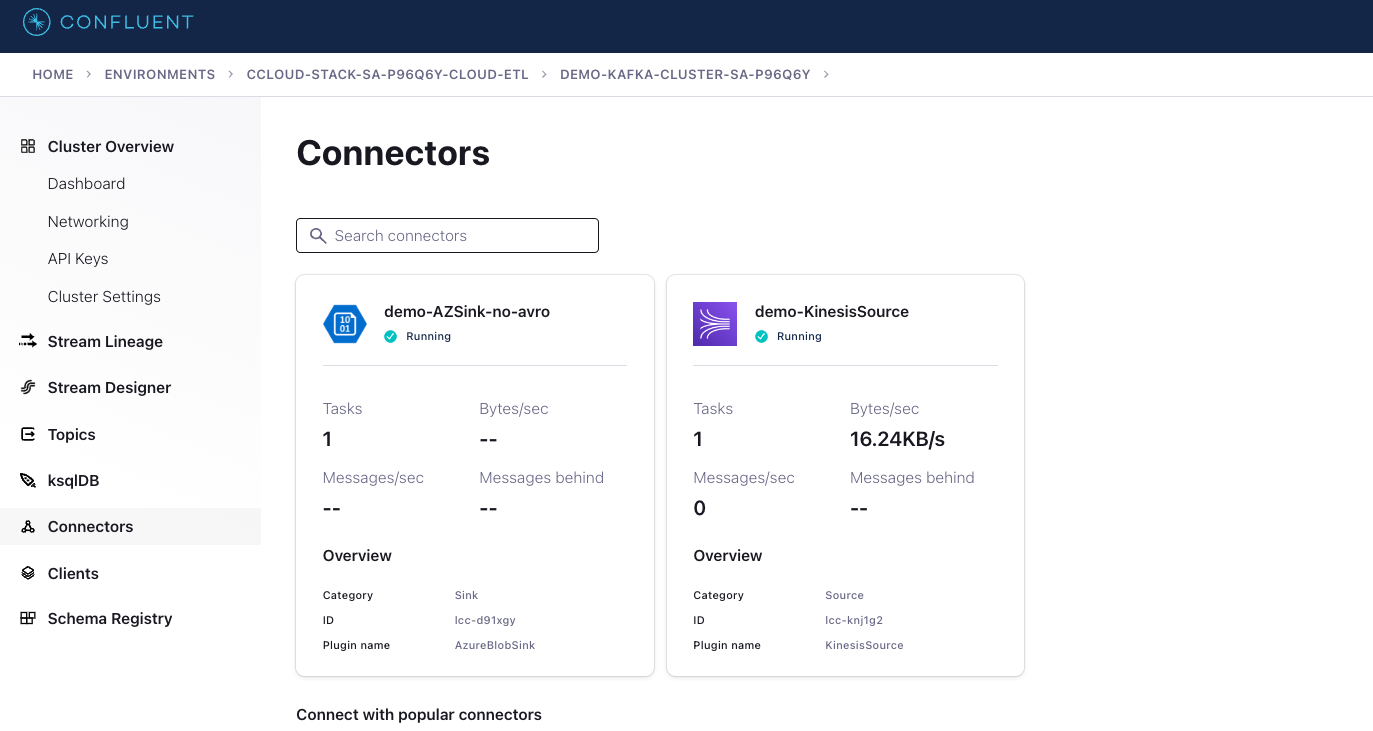 CONFLUENT
HOME > ENVIRONMENTS > CCLOUD-STACK-SA-P96Q6Y-CLOUD-ETL > DEMO-KAFKA-CLUSTER-SA-P96Q6Y >
Cluster Overview
Dashboard
Networking
API Keys
Cluster Settings
Stream Lineage
Stream Designer
Topics
ksqlDB
Connectors
Clients
Schema Registry
Connectors
Search connectors
10
01
demo-AZSink-no-avro
Running
Tasks Bytes/sec
1 --
Messages/sec Messages behind
-- --
Overview
Category Sink
ID lcc-d91xgy
Plugin name AzureBlobSink
demo-KinesisSource
Running
Tasks Bytes/sec
1 16.24KB/s
Messages/sec Messages behind
0 --
Overview
Category Source
ID lcc-knj1g2
Plugin name KinesisSource
Connect with popular connectors